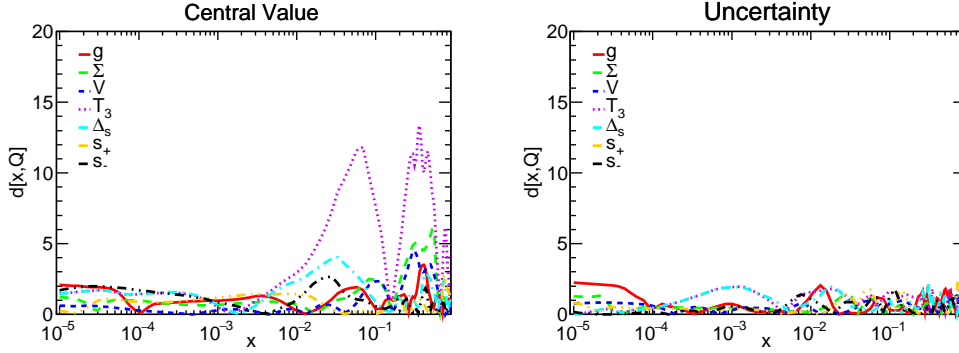 Central Value
d[x,Q]
20
15
10
5
0
g
Σ
V
T₃
Δₛ
s₊
s₋
10⁻⁵
10⁻⁴
10⁻³
10⁻²
10⁻¹
x
Uncertainty
d[x,Q]
20
15
10
5
0
g
Σ
V
T₃
Δₛ
s₊
s₋
10⁻⁵
10⁻⁴
10⁻³
10⁻²
10⁻¹
x